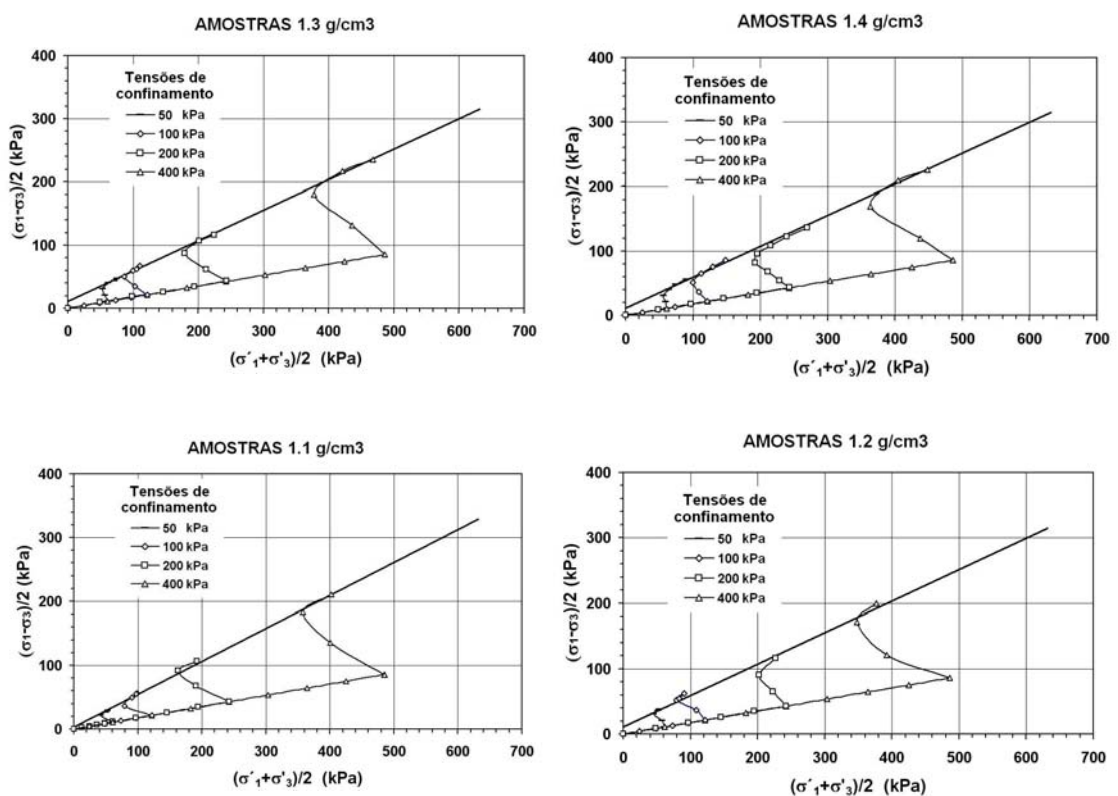 AMOSTRAS 1.3 g/cm3
400
300
200
100
0
(σ1-σ3)/2 (kPa)
Tensões de
confinamento
50 kPa
100 kPa
200 kPa
400 kPa
0 100 200 300 400 500 600 700
(σ´1+σ'3)/2 (kPa)
AMOSTRAS 1.4 g/cm3
400
300
200
100
0
(σ1-σ3)/2 (kPa)
Tensões de
confinamento
50 kPa
100 kPa
200 kPa
400 kPa
0 100 200 300 400 500 600 700
(σ´1+σ'3)/2 (kPa)
AMOSTRAS 1.1 g/cm3
400
300
200
100
0
(σ1-σ3)/2 (kPa)
Tensões de
confinamento
50 kPa
100 kPa
200 kPa
400 kPa
0 100 200 300 400 500 600 700
(σ´1+σ'3)/2 (kPa)
AMOSTRAS 1.2 g/cm3
400
300
200
100
0
(σ1-σ3)/2 (kPa)
Tensões de
confinamento
50 kPa
100 kPa
200 kPa
400 kPa
0 100 200 300 400 500 600 700
(σ´1+σ'3)/2 (kPa)